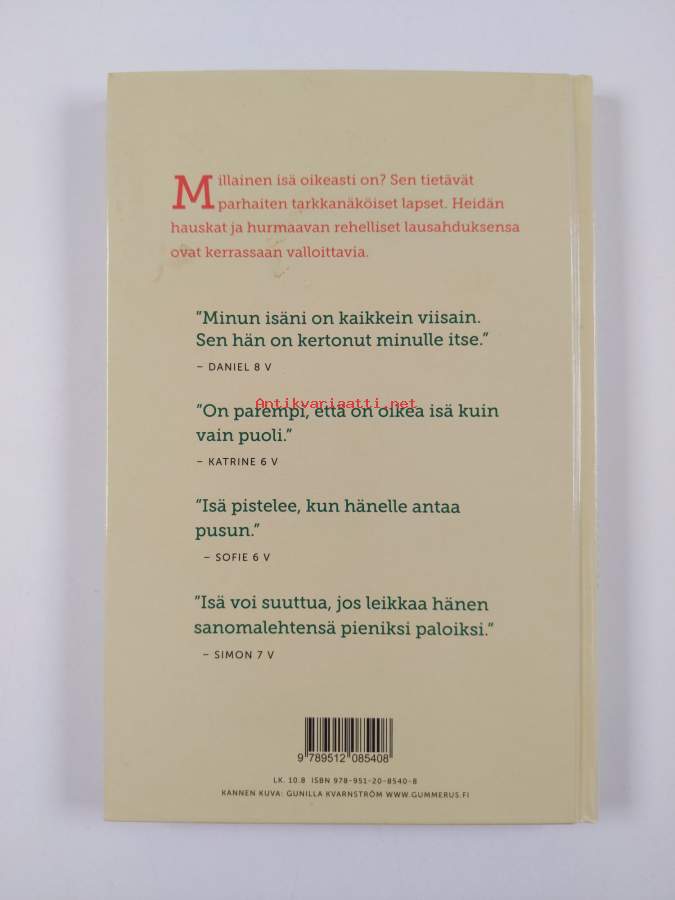 Millainen isä oikeasti on? Sen tietävät
parhaiten tarkkanäköiset lapset. Heidän
hauskat ja hurmaavan rehelliset lausahduksensa
ovat kerrassaan valloittavia.
”Minun isäni on kaikkein viisain.
Sen hän on kertonut minulle itse.”
– DANIEL 8 V
Antikvariaatti.net
”On parempi, että on oikea isä kuin
vain puoli.”
– KATRINE 6 V
”Isä pistelee, kun hänelle antaa
pusun.”
– SOFIE 6 V
”Isä voi suuttua, jos leikkaa hänen
sanomalehtensä pieniksi paloiksi.”
– SIMON 7 V
9 789512 085408
LK. 10.8 ISBN 978-951-20-8540-8
KANNEN KUVA: GUNILLA KVARNSTRÖM WWW.GUMMERUS.FI